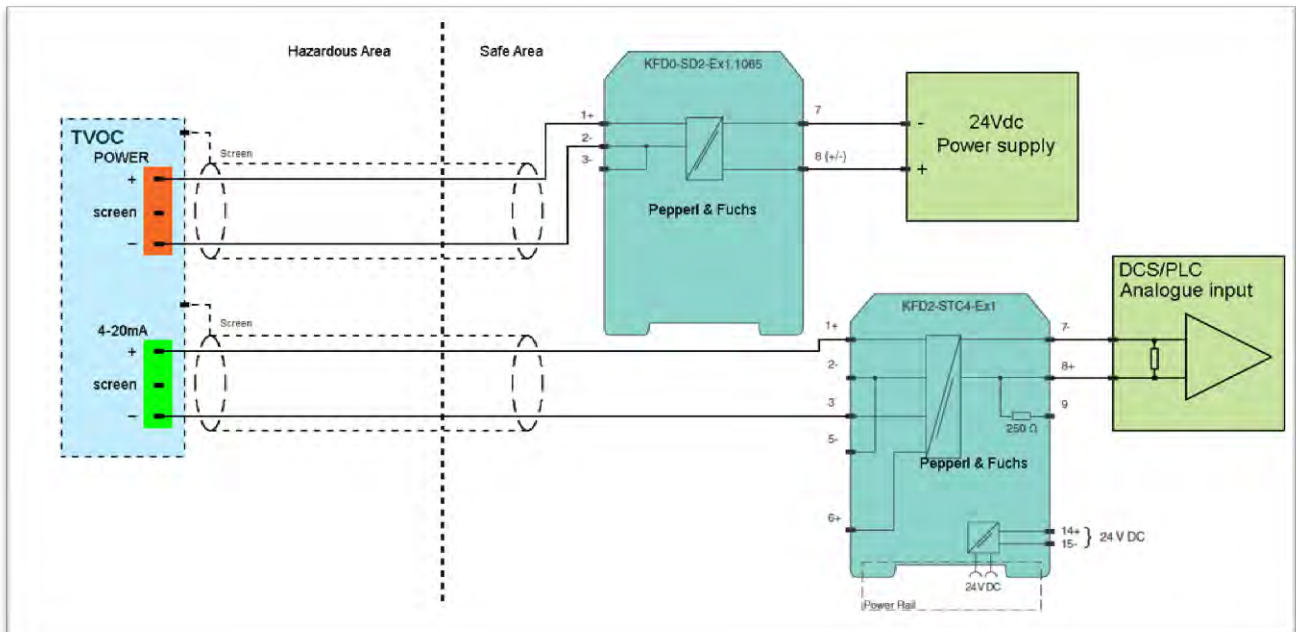 Hazardous Area
Safe Area
TVOC
POWER
+
screen
−
Screen
4-20mA
+
screen
−
Screen
KFD0-SD2-Ex1.1065
1+
2-
3-
7
8 (+/-)
Pepperl & Fuchs
24Vdc
Power supply
-
+
KFD2-STC4-Ex1
1+
2-
3
5-
6+
7-
8+
9
250 Ω
Pepperl & Fuchs
14+
15-
} 24 V DC
24V DC
Power Rail
DCS/PLC
Analogue input